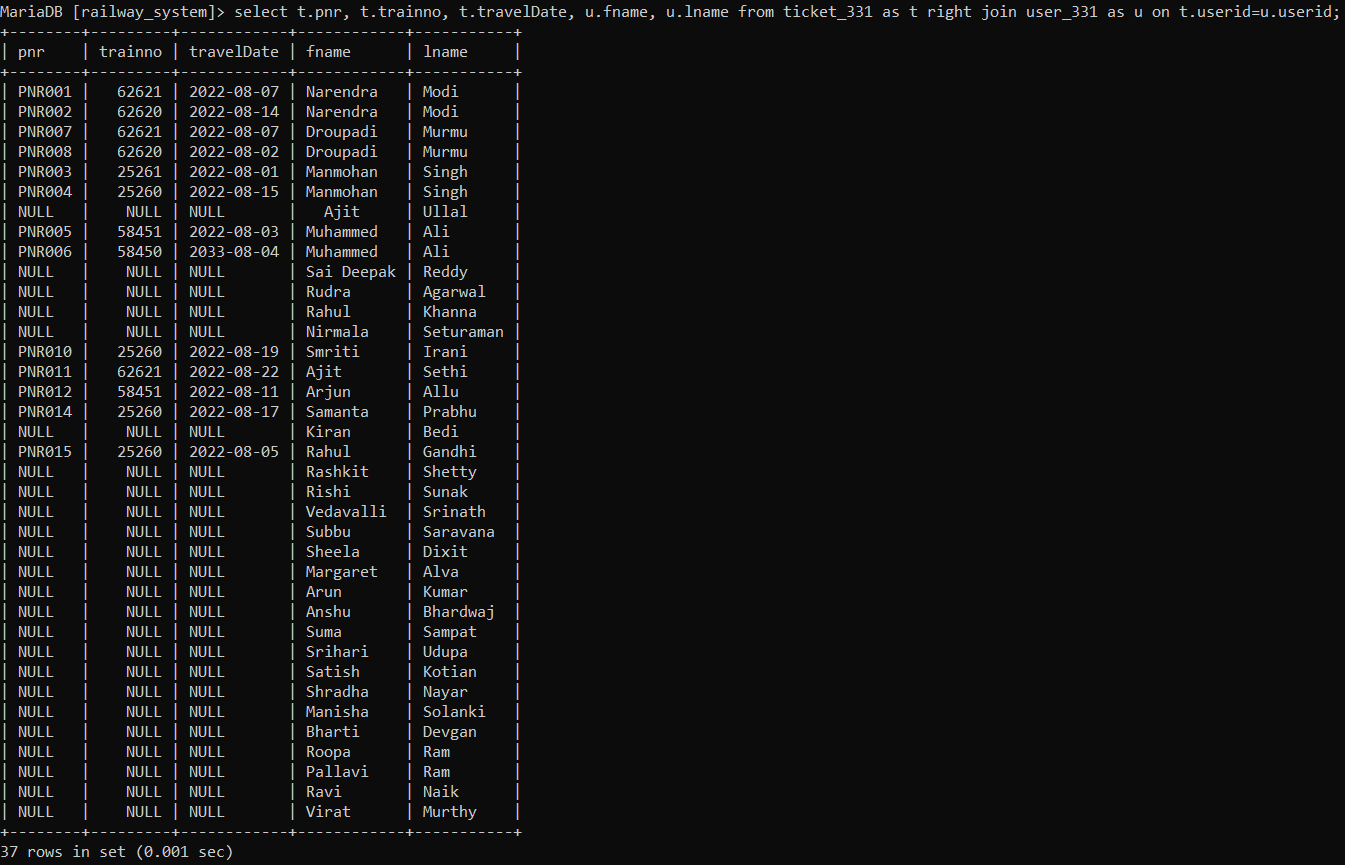 MariaDB [railway_system]> select t.pnr, t.trainno, t.travelDate, u.fname, u.lname from ticket_331 as t right join user_331 as u on t.userid=u.userid;
+--------+---------+------------+------------+-----------+
| pnr    | trainno | travelDate | fname      | lname     |
+--------+---------+------------+------------+-----------+
| PNR001 |   62621 | 2022-08-07 | Narendra   | Modi      |
| PNR002 |   62620 | 2022-08-14 | Narendra   | Modi      |
| PNR007 |   62621 | 2022-08-07 | Droupadi   | Murmu     |
| PNR008 |   62620 | 2022-08-02 | Droupadi   | Murmu     |
| PNR003 |   25261 | 2022-08-01 | Manmohan   | Singh     |
| PNR004 |   25260 | 2022-08-15 | Manmohan   | Singh     |
| NULL   |    NULL | NULL       |   Ajit     | Ullal     |
| PNR005 |   58451 | 2022-08-03 | Muhammed   | Ali       |
| PNR006 |   58450 | 2033-08-04 | Muhammed   | Ali       |
| NULL   |    NULL | NULL       | Sai Deepak | Reddy     |
| NULL   |    NULL | NULL       | Rudra      | Agarwal   |
| NULL   |    NULL | NULL       | Rahul      | Khanna    |
| NULL   |    NULL | NULL       | Nirmala    | Seturaman |
| PNR010 |   25260 | 2022-08-19 | Smriti     | Irani     |
| PNR011 |   62621 | 2022-08-22 | Ajit       | Sethi     |
| PNR012 |   58451 | 2022-08-11 | Arjun      | Allu      |
| PNR014 |   25260 | 2022-08-17 | Samanta    | Prabhu    |
| NULL   |    NULL | NULL       | Kiran      | Bedi      |
| PNR015 |   25260 | 2022-08-05 | Rahul      | Gandhi    |
| NULL   |    NULL | NULL       | Rashkit    | Shetty    |
| NULL   |    NULL | NULL       | Rishi      | Sunak     |
| NULL   |    NULL | NULL       | Vedavalli  | Srinath   |
| NULL   |    NULL | NULL       | Subbu      | Saravana  |
| NULL   |    NULL | NULL       | Sheela     | Dixit     |
| NULL   |    NULL | NULL       | Margaret   | Alva      |
| NULL   |    NULL | NULL       | Arun       | Kumar     |
| NULL   |    NULL | NULL       | Anshu      | Bhardwaj  |
| NULL   |    NULL | NULL       | Suma       | Sampat    |
| NULL   |    NULL | NULL       | Srihari    | Udupa     |
| NULL   |    NULL | NULL       | Satish     | Kotian    |
| NULL   |    NULL | NULL       | Shradha    | Nayar     |
| NULL   |    NULL | NULL       | Manisha    | Solanki   |
| NULL   |    NULL | NULL       | Bharti     | Devgan    |
| NULL   |    NULL | NULL       | Roopa      | Ram       |
| NULL   |    NULL | NULL       | Pallavi    | Ram       |
| NULL   |    NULL | NULL       | Ravi       | Naik      |
| NULL   |    NULL | NULL       | Virat      | Murthy    |
+--------+---------+------------+------------+-----------+
37 rows in set (0.001 sec)